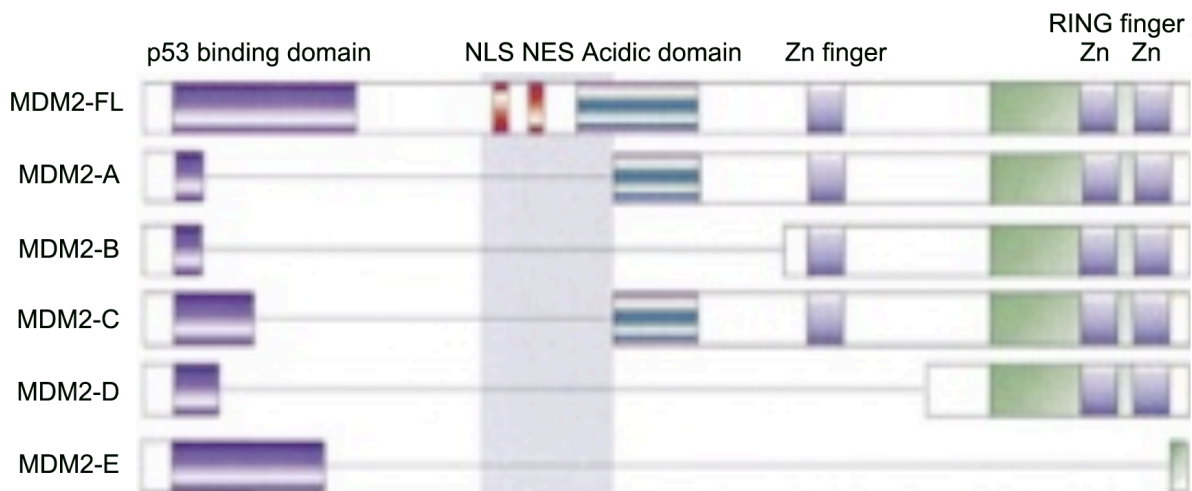 RING finger
p53 binding domain NLS NES Acidic domain Zn finger Zn Zn
MDM2-FL
MDM2-A
MDM2-B
MDM2-C
MDM2-D
MDM2-E